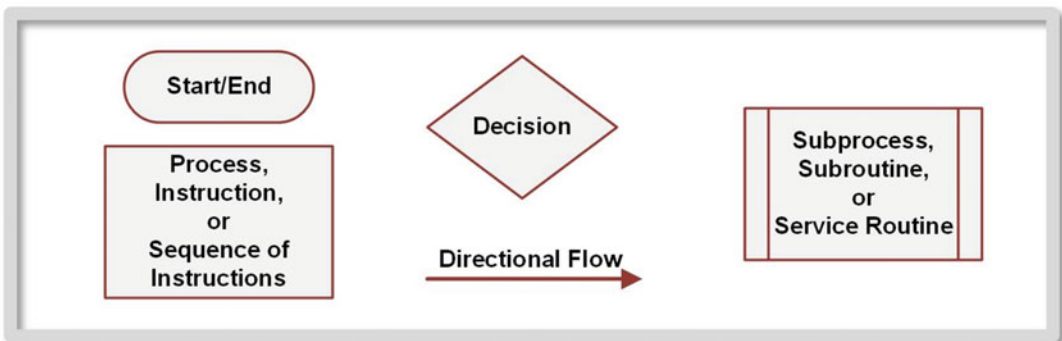 Start/End
Process,
Instruction,
or
Sequence of
Instructions
Decision
Directional Flow
Subprocess,
Subroutine,
or
Service Routine